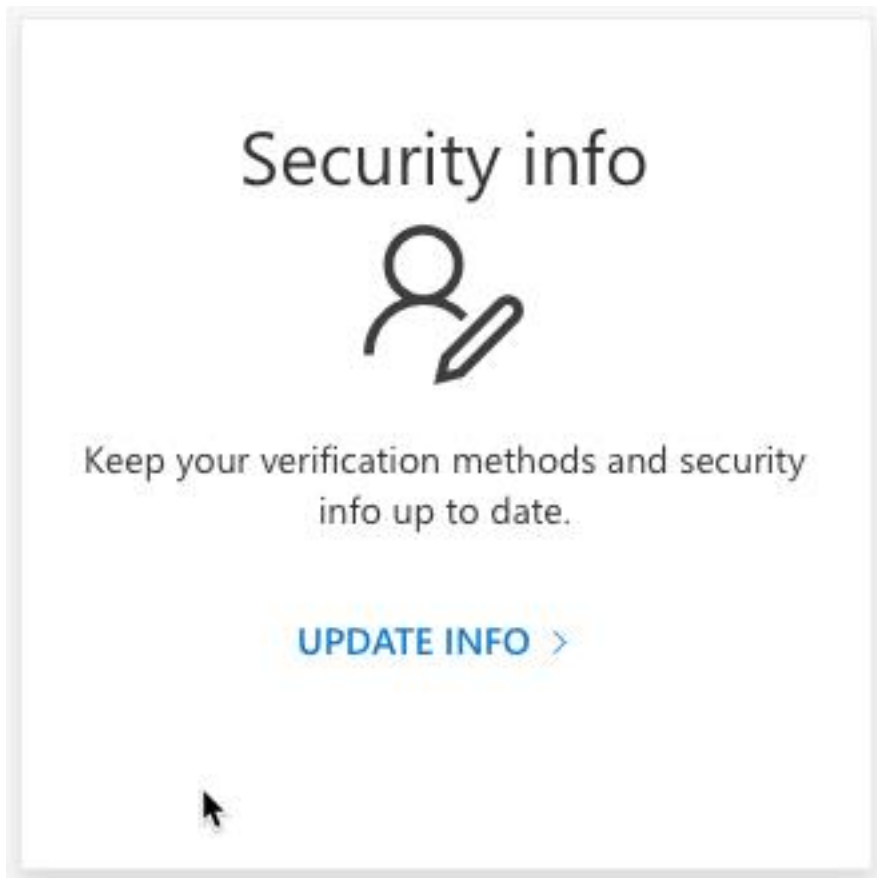 Security info
Keep your verification methods and security
info up to date.
UPDATE INFO >